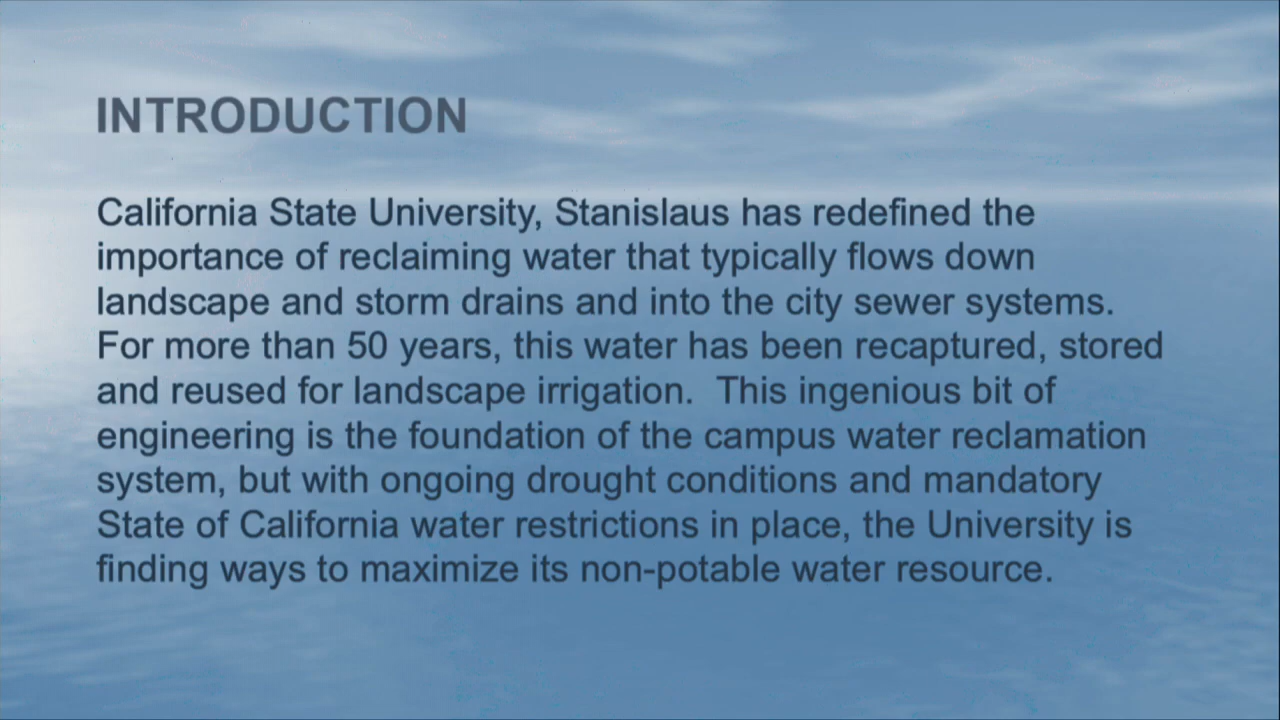 INTRODUCTION
California State University, Stanislaus has redefined the
importance of reclaiming water that typically flows down
landscape and storm drains and into the city sewer systems.
For more than 50 years, this water has been recaptured, stored
and reused for landscape irrigation.  This ingenious bit of
engineering is the foundation of the campus water reclamation
system, but with ongoing drought conditions and mandatory
State of California water restrictions in place, the University is
finding ways to maximize its non-potable water resource.